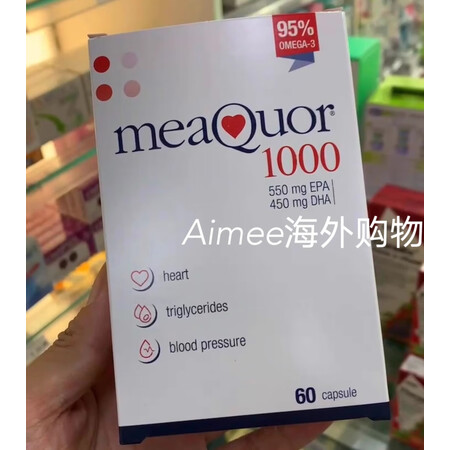 95%
OMEGA-3
meaQuor®
1000
550 mg EPA
450 mg DHA
Aimee海外购物
heart
triglycerides
blood pressure
60 capsule